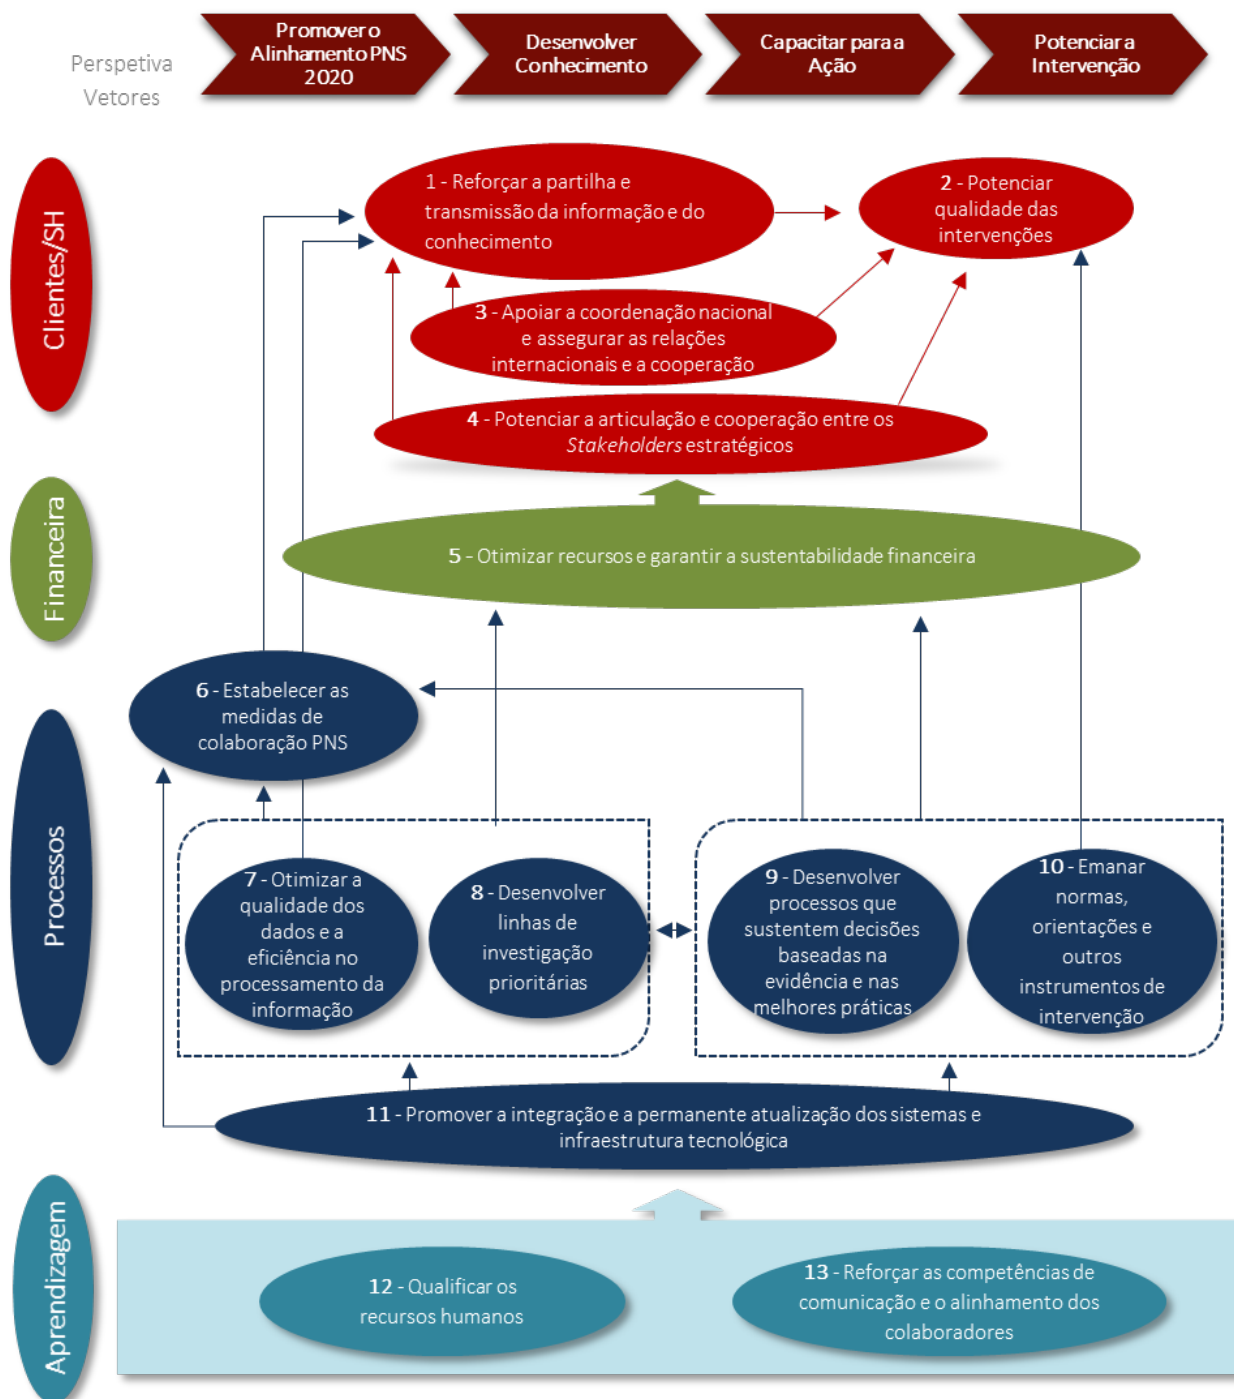 Perspetiva
Vetores
Promover o
Alinhamento PNS
2020
Desenvolver
Conhecimento
Capacitar para a
Ação
Potenciar a
Intervenção
Clientes/SH
1 - Reforçar a partilha e
transmissão da informação e do
conhecimento
2 - Potenciar
qualidade das
intervenções
3 - Apoiar a coordenação nacional
e assegurar as relações
internacionais e a cooperação
4 - Potenciar a articulação e cooperação entre os
Stakeholders estratégicos
Financeira
5 - Otimizar recursos e garantir a sustentabilidade financeira
Processos
6 - Estabelecer as
medidas de
colaboração PNS
7 - Otimizar a
qualidade dos
dados e a
eficiência no
processamento da
informação
8 - Desenvolver
linhas de
investigação
prioritárias
9 - Desenvolver
processos que
sustentem decisões
baseadas na
evidência e nas
melhores práticas
10 - Emanar
normas,
orientações e
outros
instrumentos de
intervenção
11 - Promover a integração e a permanente atualização dos sistemas e
infraestrutura tecnológica
Aprendizagem
12 - Qualificar os
recursos humanos
13 - Reforçar as competências de
comunicação e o alinhamento dos
colaboradores